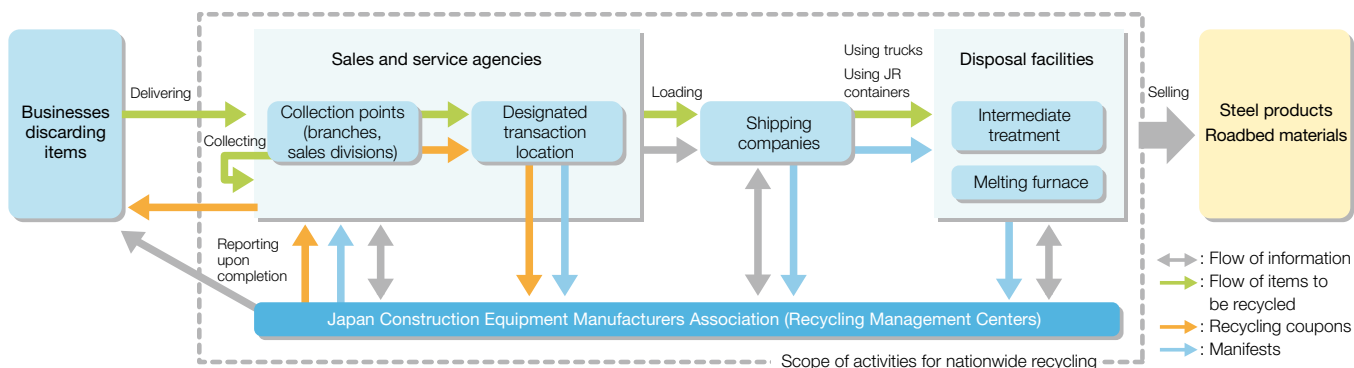 Businesses
discarding
items
Delivering
Sales and service agencies
Collecting
Collection points
(branches,
sales divisions)
Designated
transaction
location
Loading
Shipping
companies
Using trucks
Using JR
containers
Disposal facilities
Intermediate
treatment
Melting furnace
Selling
Steel products
Roadbed materials
Reporting
upon
completion
Japan Construction Equipment Manufacturers Association (Recycling Management Centers)
Scope of activities for nationwide recycling
: Flow of information
: Flow of items to
be recycled
: Recycling coupons
: Manifests